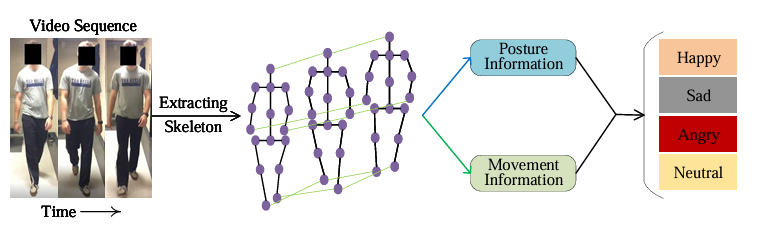 Video Sequence
Extracting
Skeleton
Time
Posture
Information
Movement
Information
Happy
Sad
Angry
Neutral